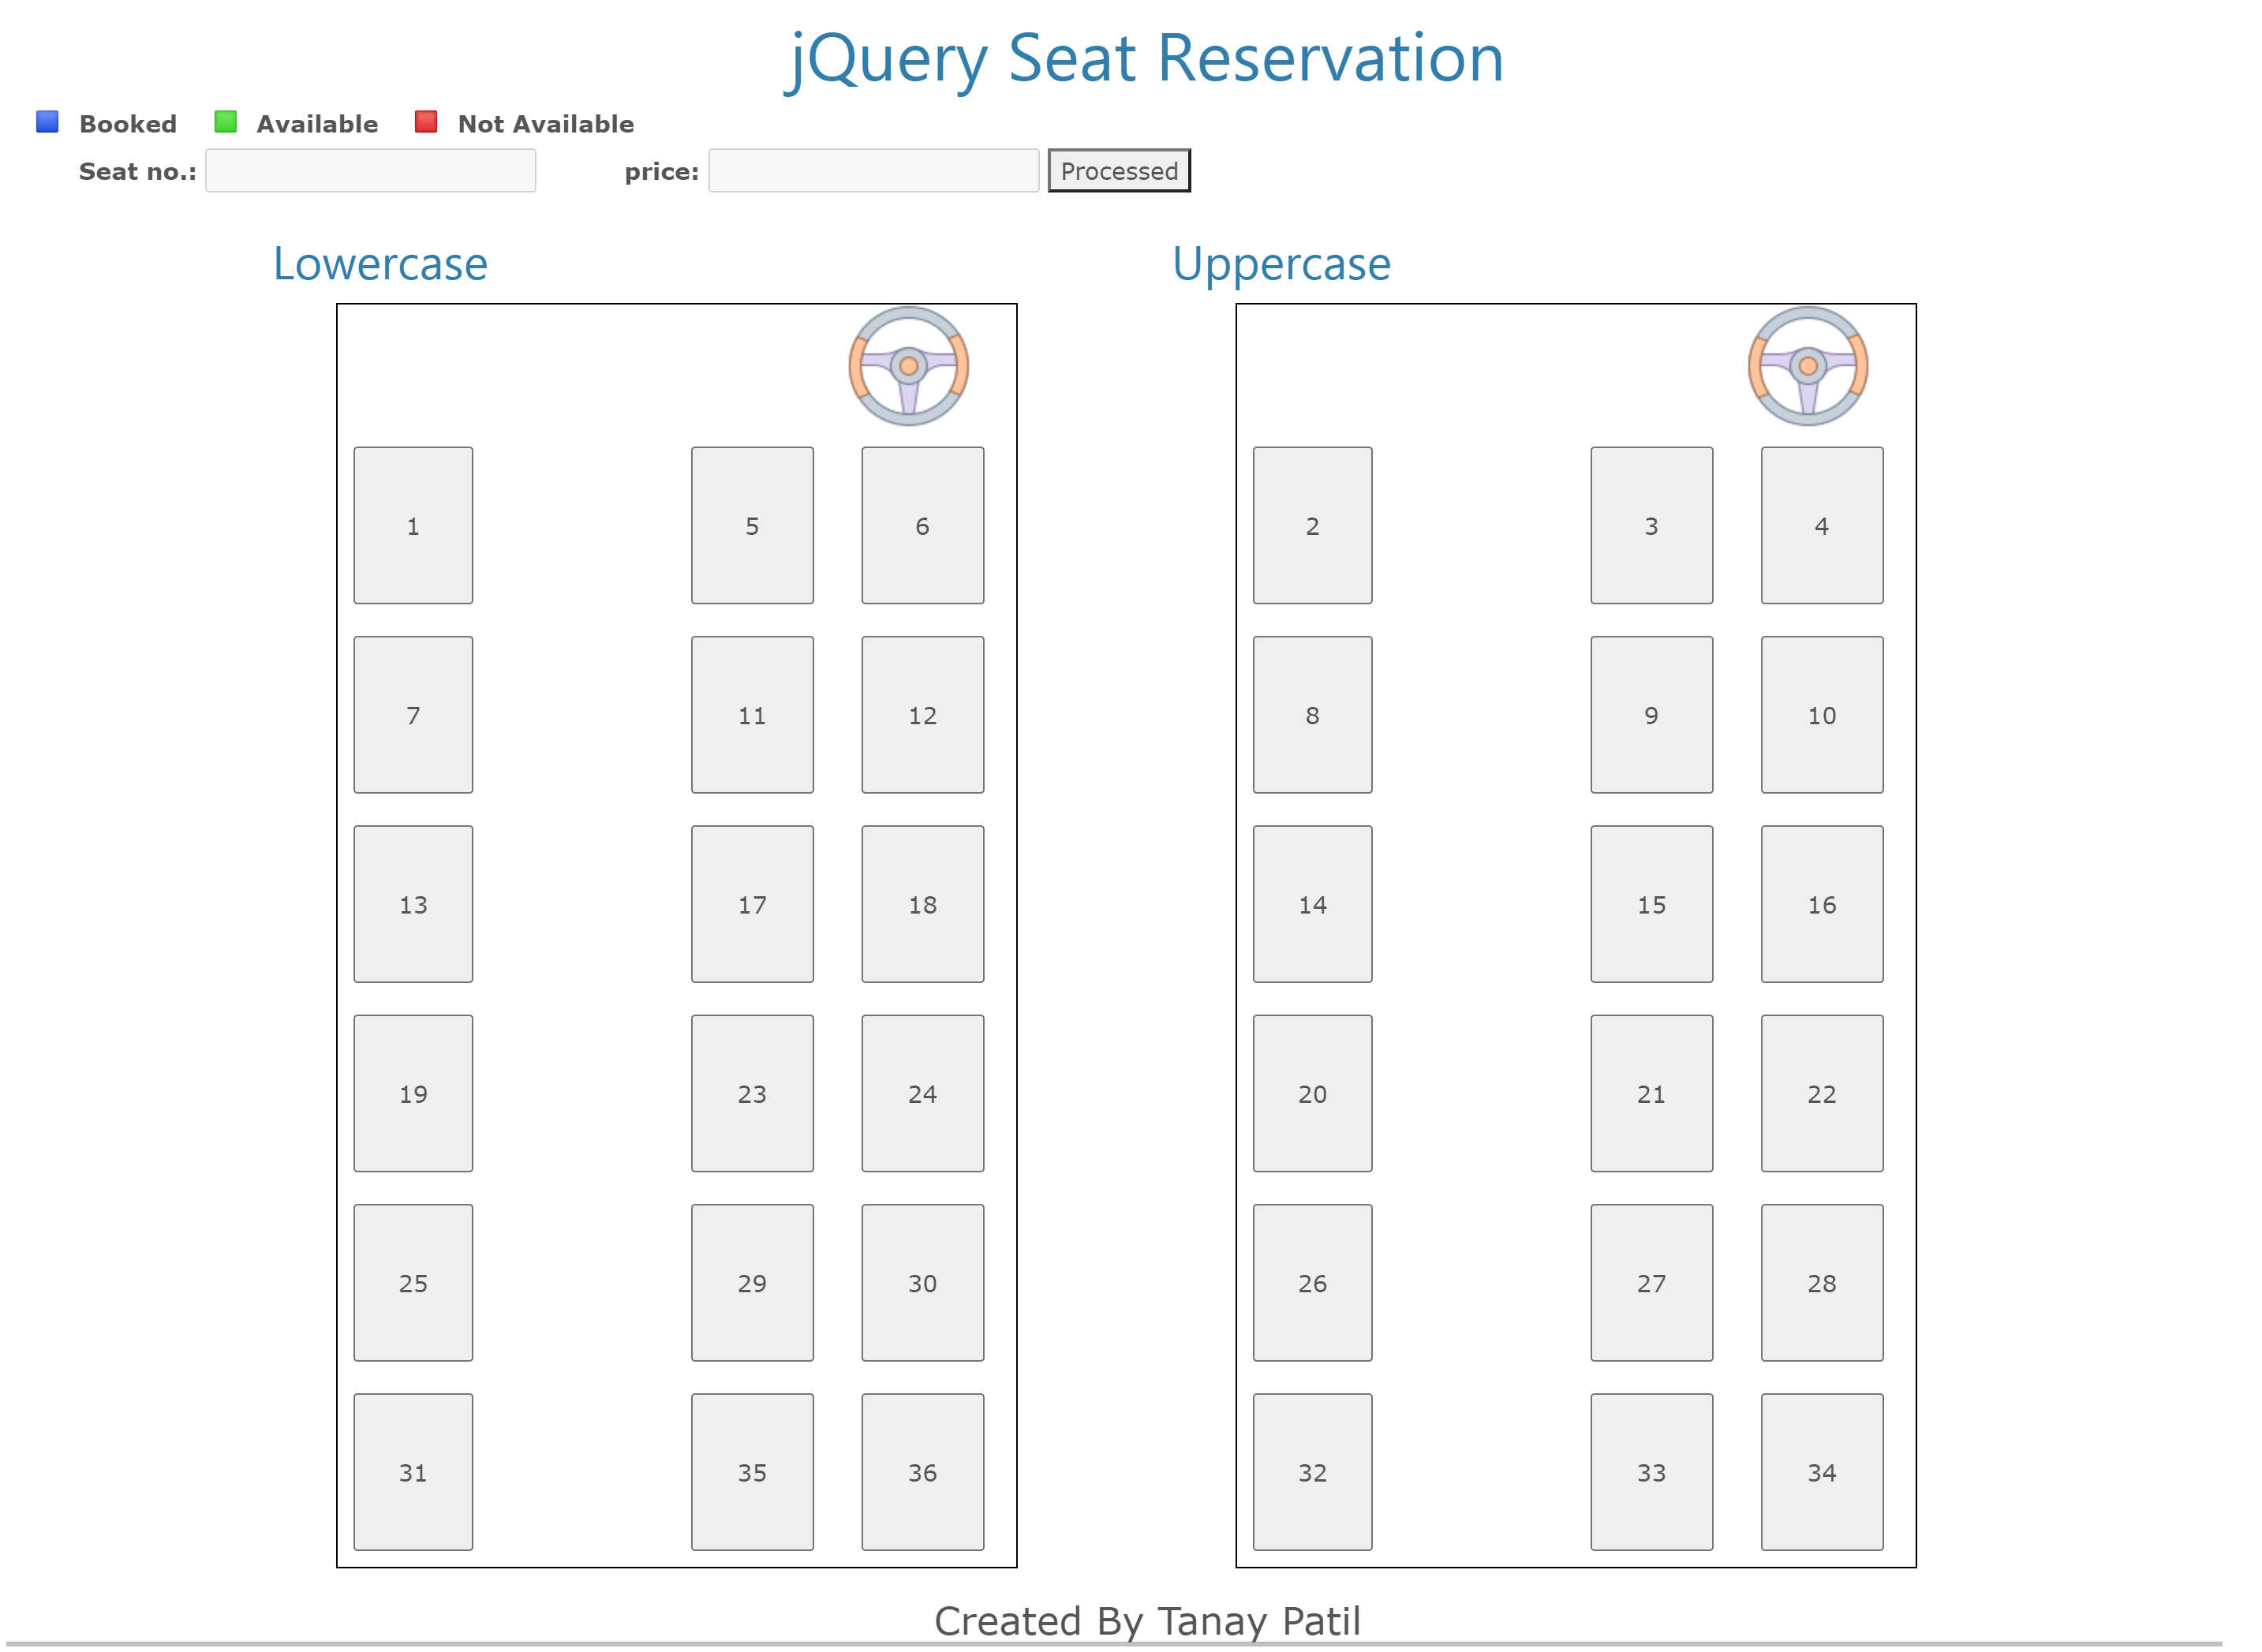 jQuery Seat Reservation
Booked Available Not Available
Seat no.: price: Processed
Lowercase Uppercase
1 5 6 2 3 4
7 11 12 8 9 10
13 17 18 14 15 16
19 23 24 20 21 22
25 29 30 26 27 28
31 35 36 32 33 34
Created By Tanay Patil